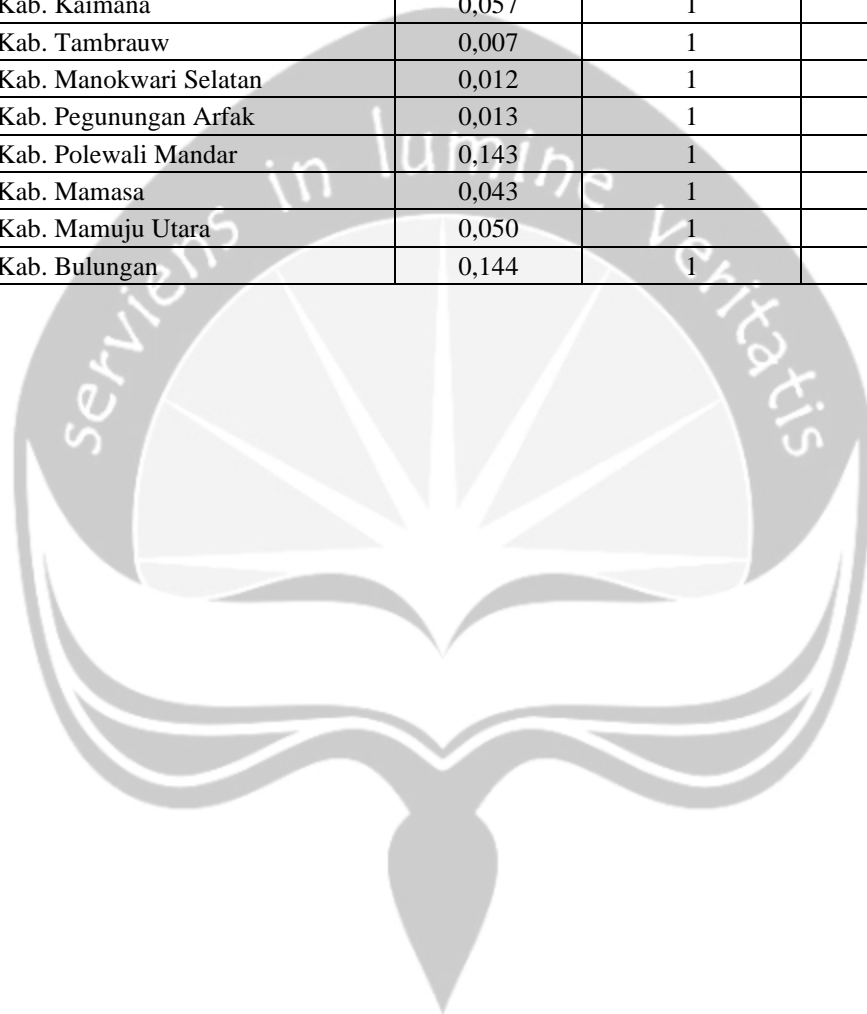 Kab. Kaimana 0,057 1
Kab. Tambrauw 0,007 1
Kab. Manokwari Selatan 0,012 1
Kab. Pegunungan Arfak 0,013 1
Kab. Polewali Mandar 0,143 1
Kab. Mamasa 0,043 1
Kab. Mamuju Utara 0,050 1
Kab. Bulungan 0,144 1
serviens in lumine veritatis